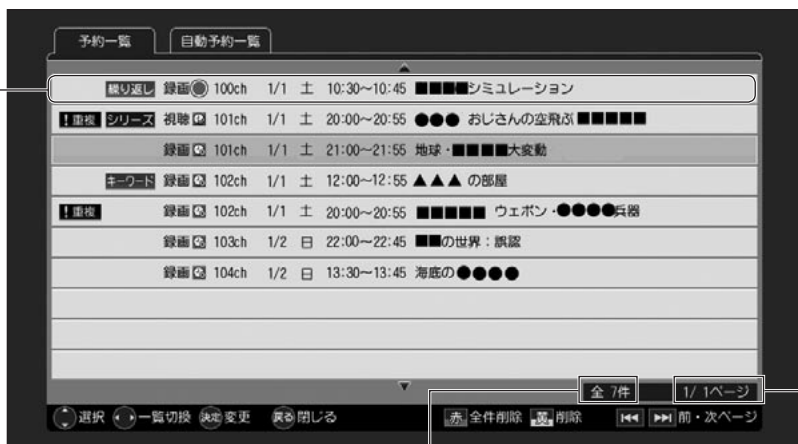 予約一覧 自動予約一覧
繰り返し 録画 100ch 1/1 土 10:30〜10:45 ■■■■シミュレーション
!重複 シリーズ 視聴 101ch 1/1 土 20:00〜20:55 ●●● おじさんの空飛ぶ■■■■■
録画 101ch 1/1 土 21:00〜21:55 地球・■■■■大変動
キーワード 録画 102ch 1/1 土 12:00〜12:55 ▲▲▲ の部屋
!重複 録画 102ch 1/1 土 20:00〜20:55 ■■■■■ ウェポン・●●●●兵器
録画 103ch 1/2 日 22:00〜22:45 ■■の世界:誤認
録画 104ch 1/2 日 13:30〜13:45 海底の●●●●
全 7件 1/ 1ページ
選択 一覧切換 決定 変更 戻る 閉じる 赤 全件削除 黄 削除 前・次ページ